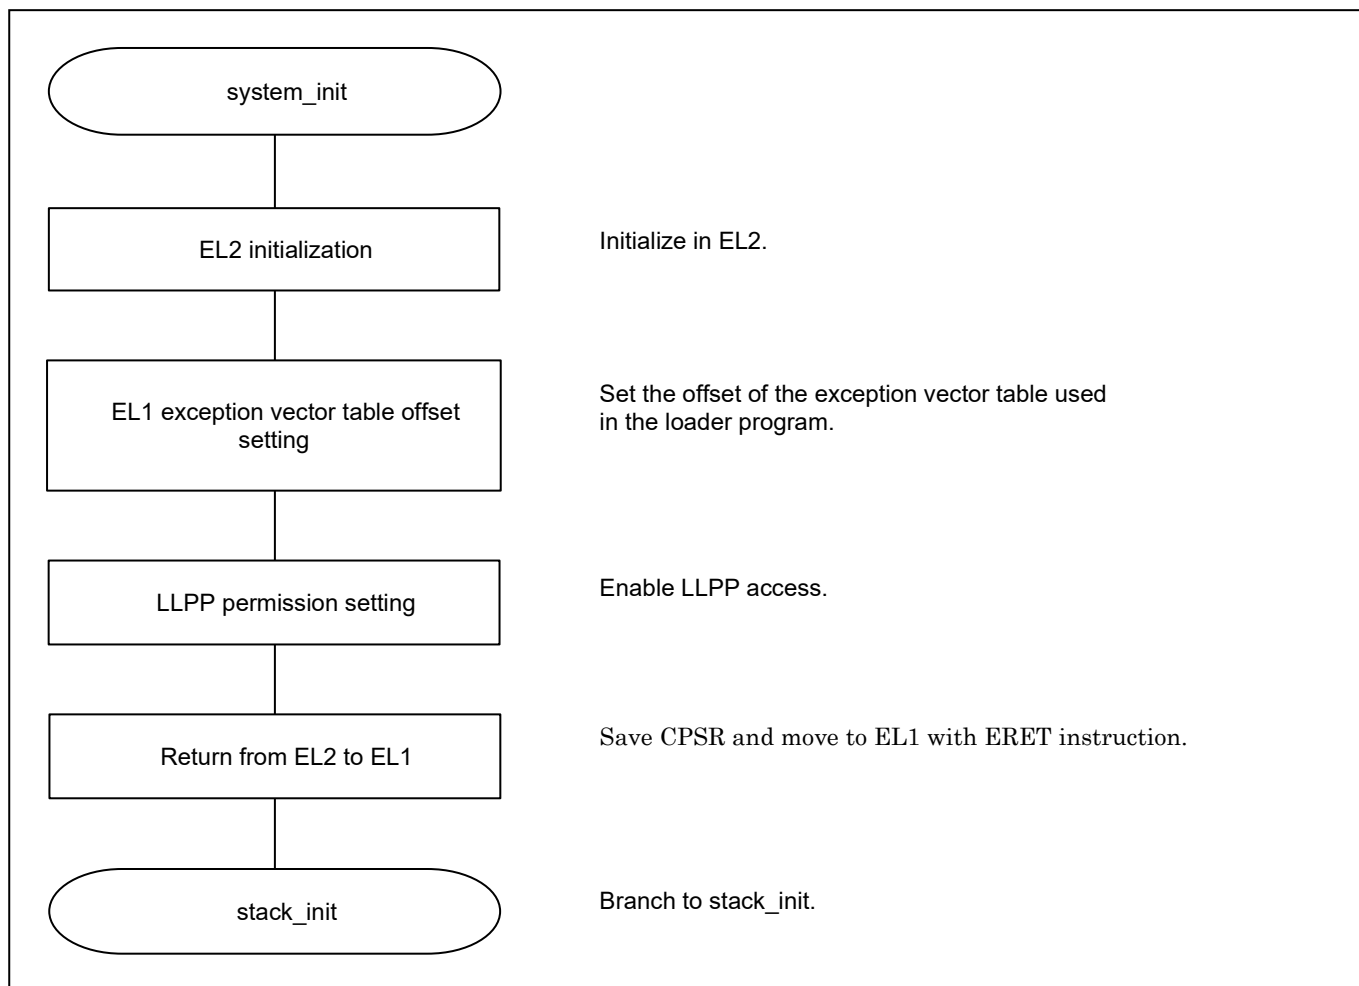 system_init
EL2 initialization
Initialize in EL2.
EL1 exception vector table offset
setting
Set the offset of the exception vector table used
in the loader program.
LLPP permission setting
Enable LLPP access.
Return from EL2 to EL1
Save CPSR and move to EL1 with ERET instruction.
stack_init
Branch to stack_init.